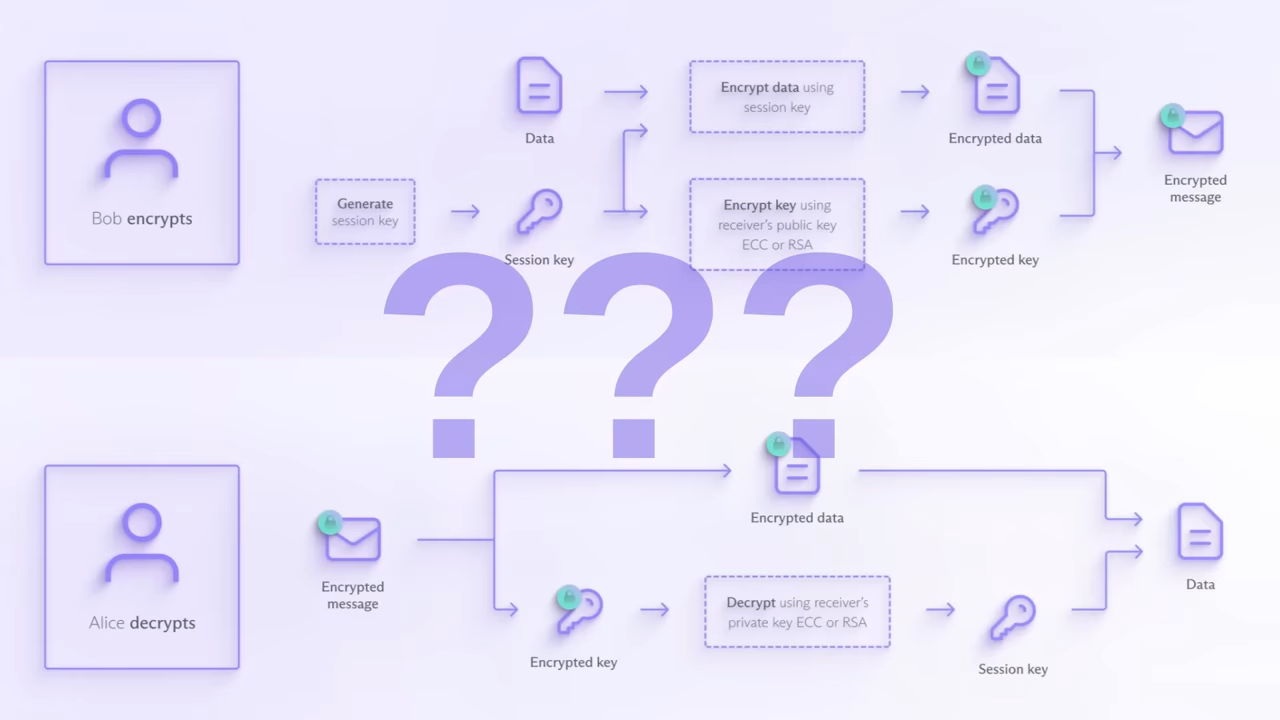 Bob encrypts
Generate
session key
Data
Session key
Encrypt data using
session key
Encrypt key using
receiver's public key
ECC or RSA
Encrypted data
Encrypted key
Encrypted
message
???
Alice decrypts
Encrypted
message
Encrypted data
Encrypted key
Decrypt using receiver's
private key ECC or RSA
Session key
Data